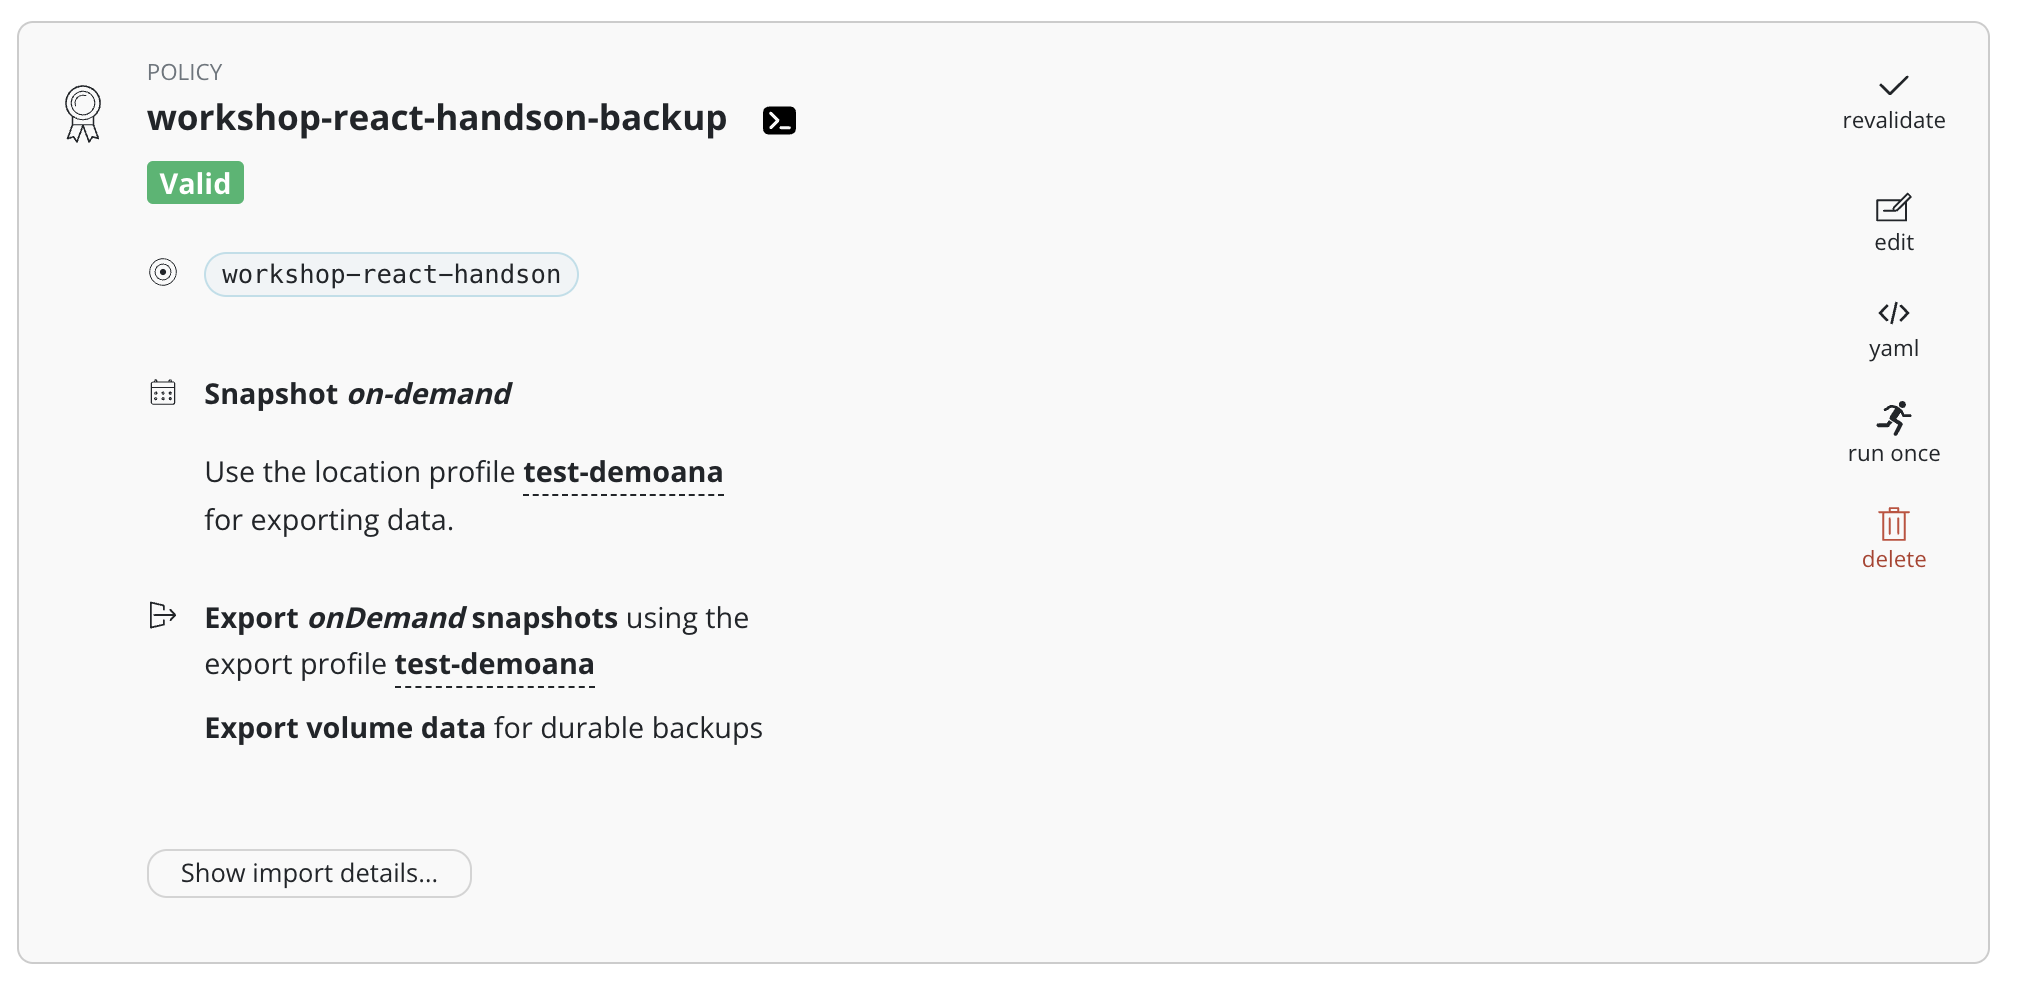 POLICY
workshop-react-handson-backup
Valid
workshop-react-handson
Snapshot on-demand
Use the location profile test-demoana
for exporting data.
Export onDemand snapshots using the
export profile test-demoana
Export volume data for durable backups
Show import details...
revalidate
edit
yaml
run once
delete